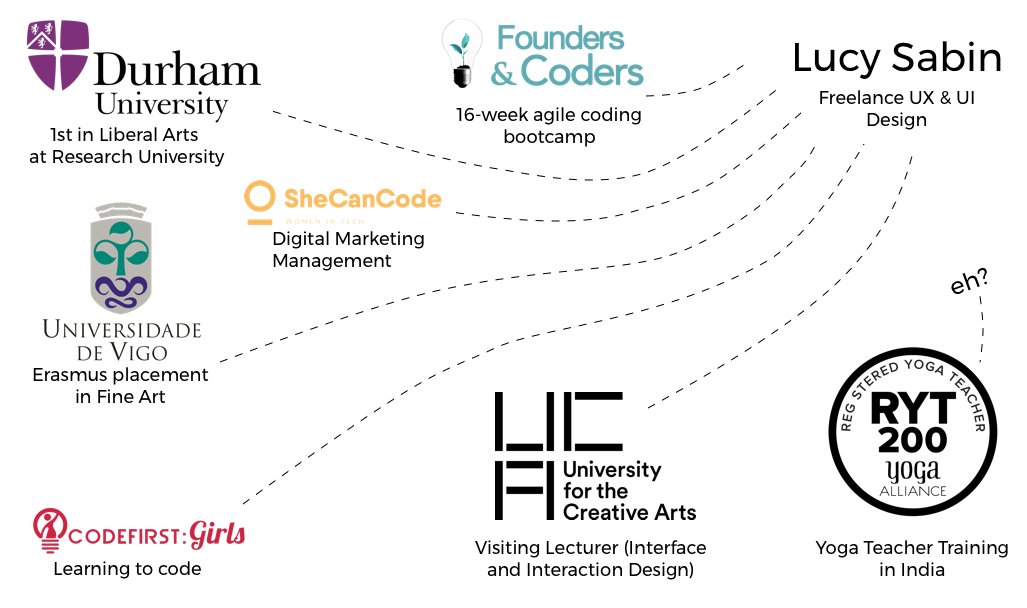 Durham
University
1st in Liberal Arts
at Research University
Founders
& Coders
16-week agile coding
bootcamp
Lucy Sabin
Freelance UX & UI
Design
SheCanCode
WOMEN IN TECH
Digital Marketing
Management
UNIVERSIDADE
DE VIGO
Erasmus placement
in Fine Art
eh?
REGISTERED YOGA TEACHER
RYT
200
yoga
ALLIANCE
Yoga Teacher Training
in India
UCA
University
for the
Creative Arts
Visiting Lecturer (Interface
and Interaction Design)
CODEFIRST:Girls
Learning to code